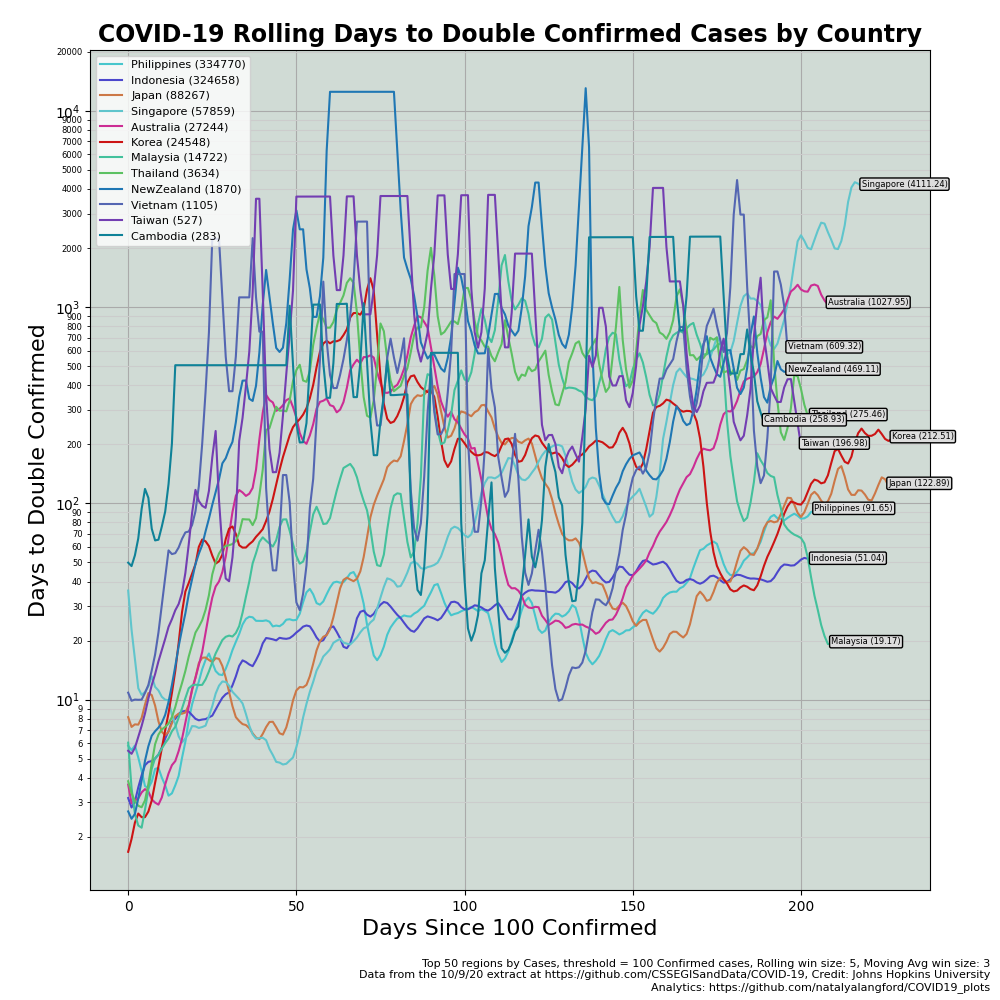 COVID-19 Rolling Days to Double Confirmed Cases by Country
Philippines (334770)
Indonesia (324658)
Japan (88267)
Singapore (57859)
Australia (27244)
Korea (24548)
Malaysia (14722)
Thailand (3634)
NewZealand (1870)
Vietnam (1105)
Taiwan (527)
Cambodia (283)
Days to Double Confirmed
20000
10^4
9000
8000
7000
6000
5000
4000
3000
2000
10^3
900
800
700
600
500
400
300
200
10^2
90
80
70
60
50
40
30
20
10^1
9
8
7
6
5
4
3
2
Singapore (4111.24)
Australia (1027.95)
Vietnam (609.32)
NewZealand (469.11)
Thailand (275.46)
Cambodia (258.93)
Korea (212.51)
Taiwan (196.98)
Japan (122.89)
Philippines (91.65)
Indonesia (51.04)
Malaysia (19.17)
0 50 100 150 200
Days Since 100 Confirmed
Top 50 regions by Cases, threshold = 100 Confirmed cases, Rolling win size: 5, Moving Avg win size: 3
Data from the 10/9/20 extract at https://github.com/CSSEGISandData/COVID-19, Credit: Johns Hopkins University
Analytics: https://github.com/natalyalangford/COVID19_plots